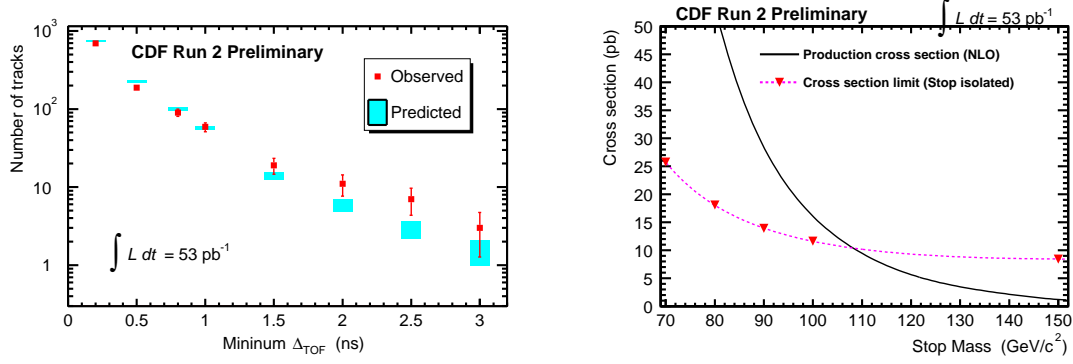 CDF Run 2 Preliminary
Number of tracks
10³
10²
10
1
Observed
Predicted
∫ L dt = 53 pb⁻¹
0 0.5 1 1.5 2 2.5 3
Mininum Δ_TOF (ns)
CDF Run 2 Preliminary
∫ L dt = 53 pb⁻¹
Cross section (pb)
50
45
40
35
30
25
20
15
10
5
0
Production cross section (NLO)
Cross section limit (Stop isolated)
70 80 90 100 110 120 130 140 150
Stop Mass (GeV/c²)